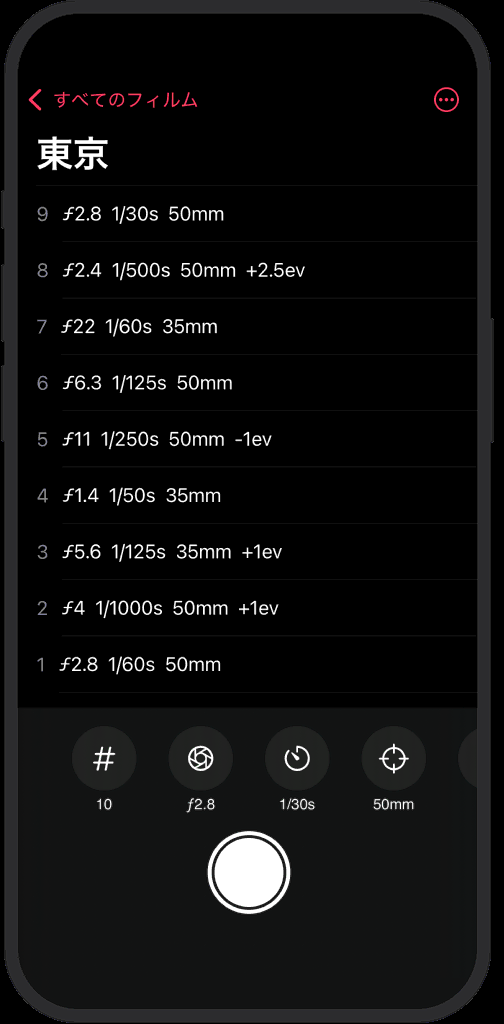 すべてのフィルム
東京
9 ƒ2.8 1/30s 50mm
8 ƒ2.4 1/500s 50mm +2.5ev
7 ƒ22 1/60s 35mm
6 ƒ6.3 1/125s 50mm
5 ƒ11 1/250s 50mm -1ev
4 ƒ1.4 1/50s 35mm
3 ƒ5.6 1/125s 35mm +1ev
2 ƒ4 1/1000s 50mm +1ev
1 ƒ2.8 1/60s 50mm
#
10 ƒ2.8 1/30s 50mm